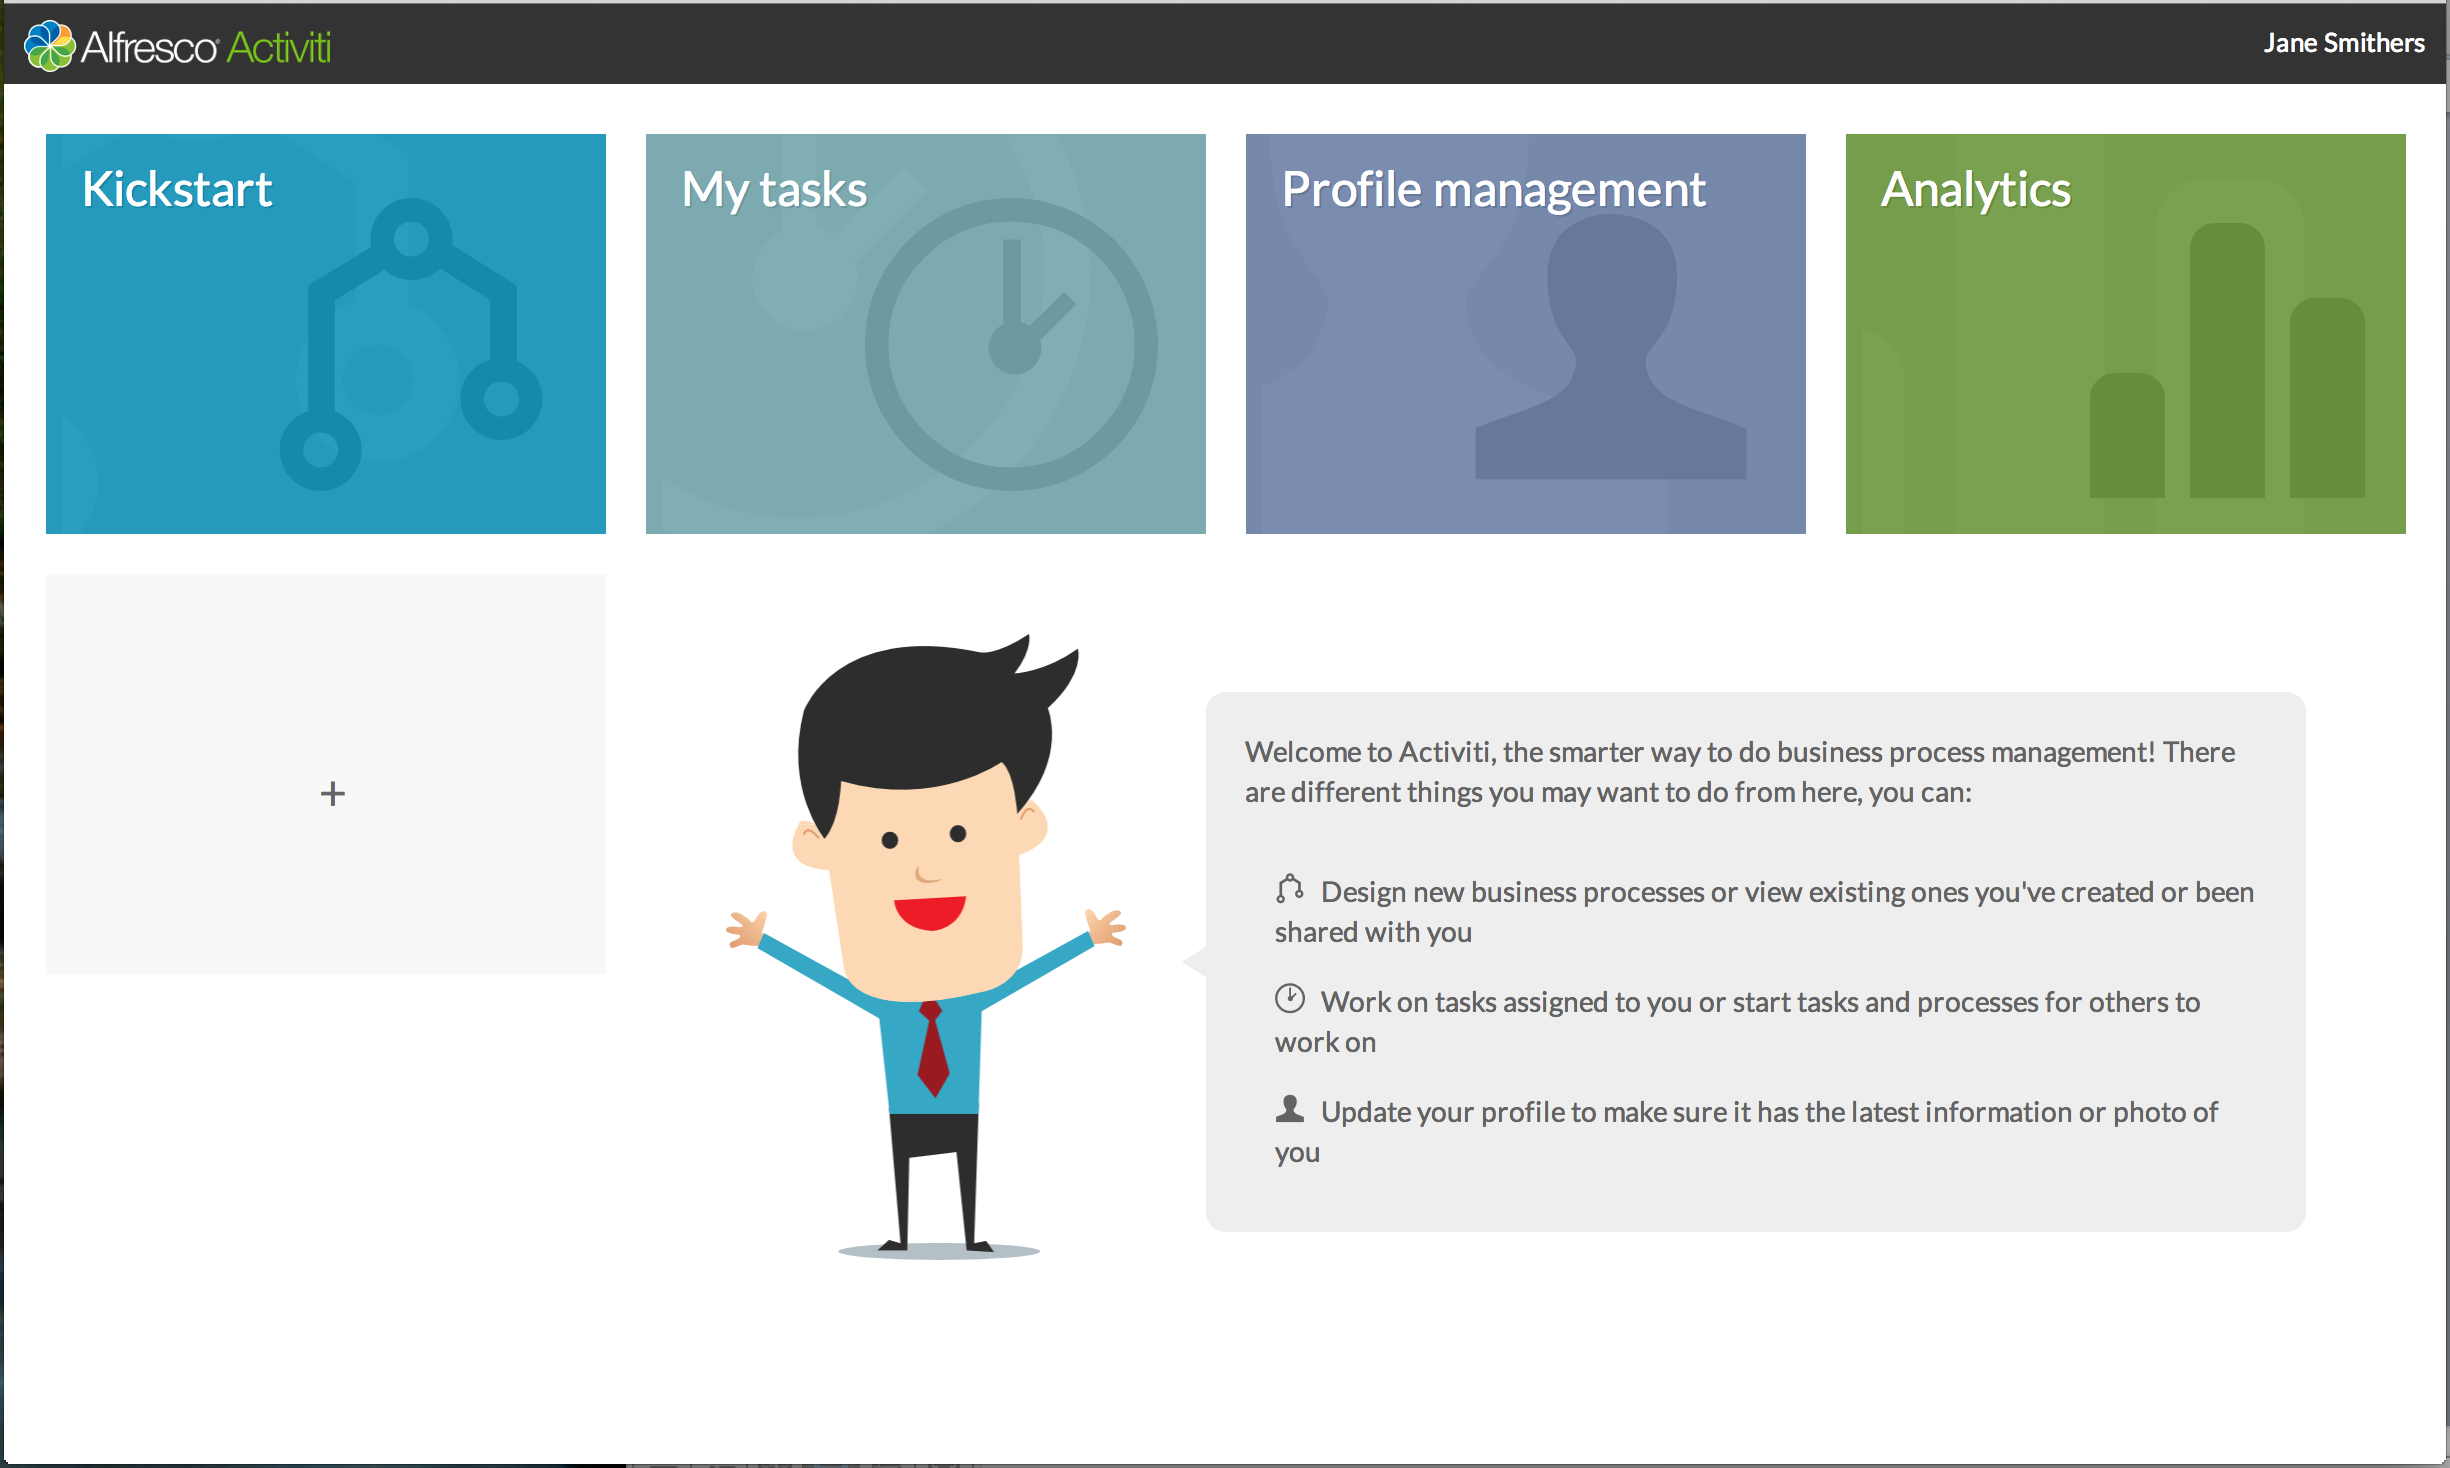 Alfresco Activiti
Jane Smithers
Kickstart
My tasks
Profile management
Analytics
+
Welcome to Activiti, the smarter way to do business process management! There
are different things you may want to do from here, you can:
Design new business processes or view existing ones you've created or been
shared with you
Work on tasks assigned to you or start tasks and processes for others to
work on
Update your profile to make sure it has the latest information or photo of
you